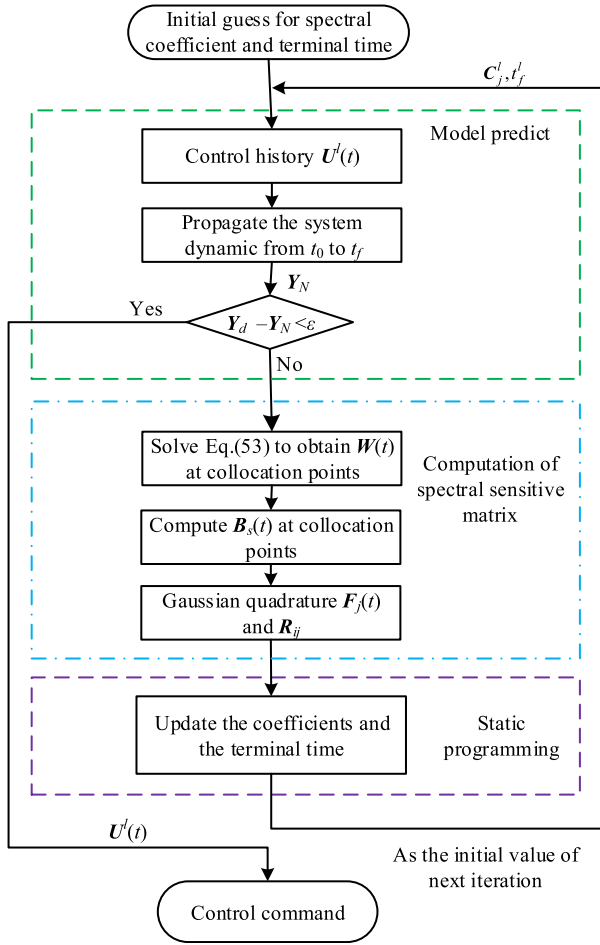 Initial guess for spectral
coefficient and terminal time
C_j^l, t_f^l
Model predict
Control history U^l(t)
Propagate the system
dynamic from t_0 to t_f
Y_N
Yes
Y_d –Y_N <ε
No
Solve Eq.(53) to obtain W(t)
at collocation points
Computation of
spectral sensitive
matrix
Compute B_s(t) at collocation
points
Gaussian quadrature F_j(t)
and R_ij
Update the coefficients and
the terminal time
Static
programming
U^l(t)
As the initial value of
next iteration
Control command